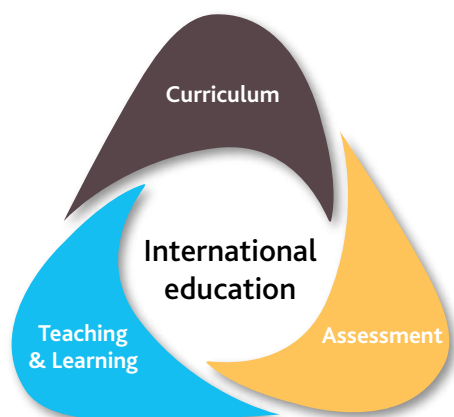 Curriculum
International
education
Teaching
& Learning
Assessment